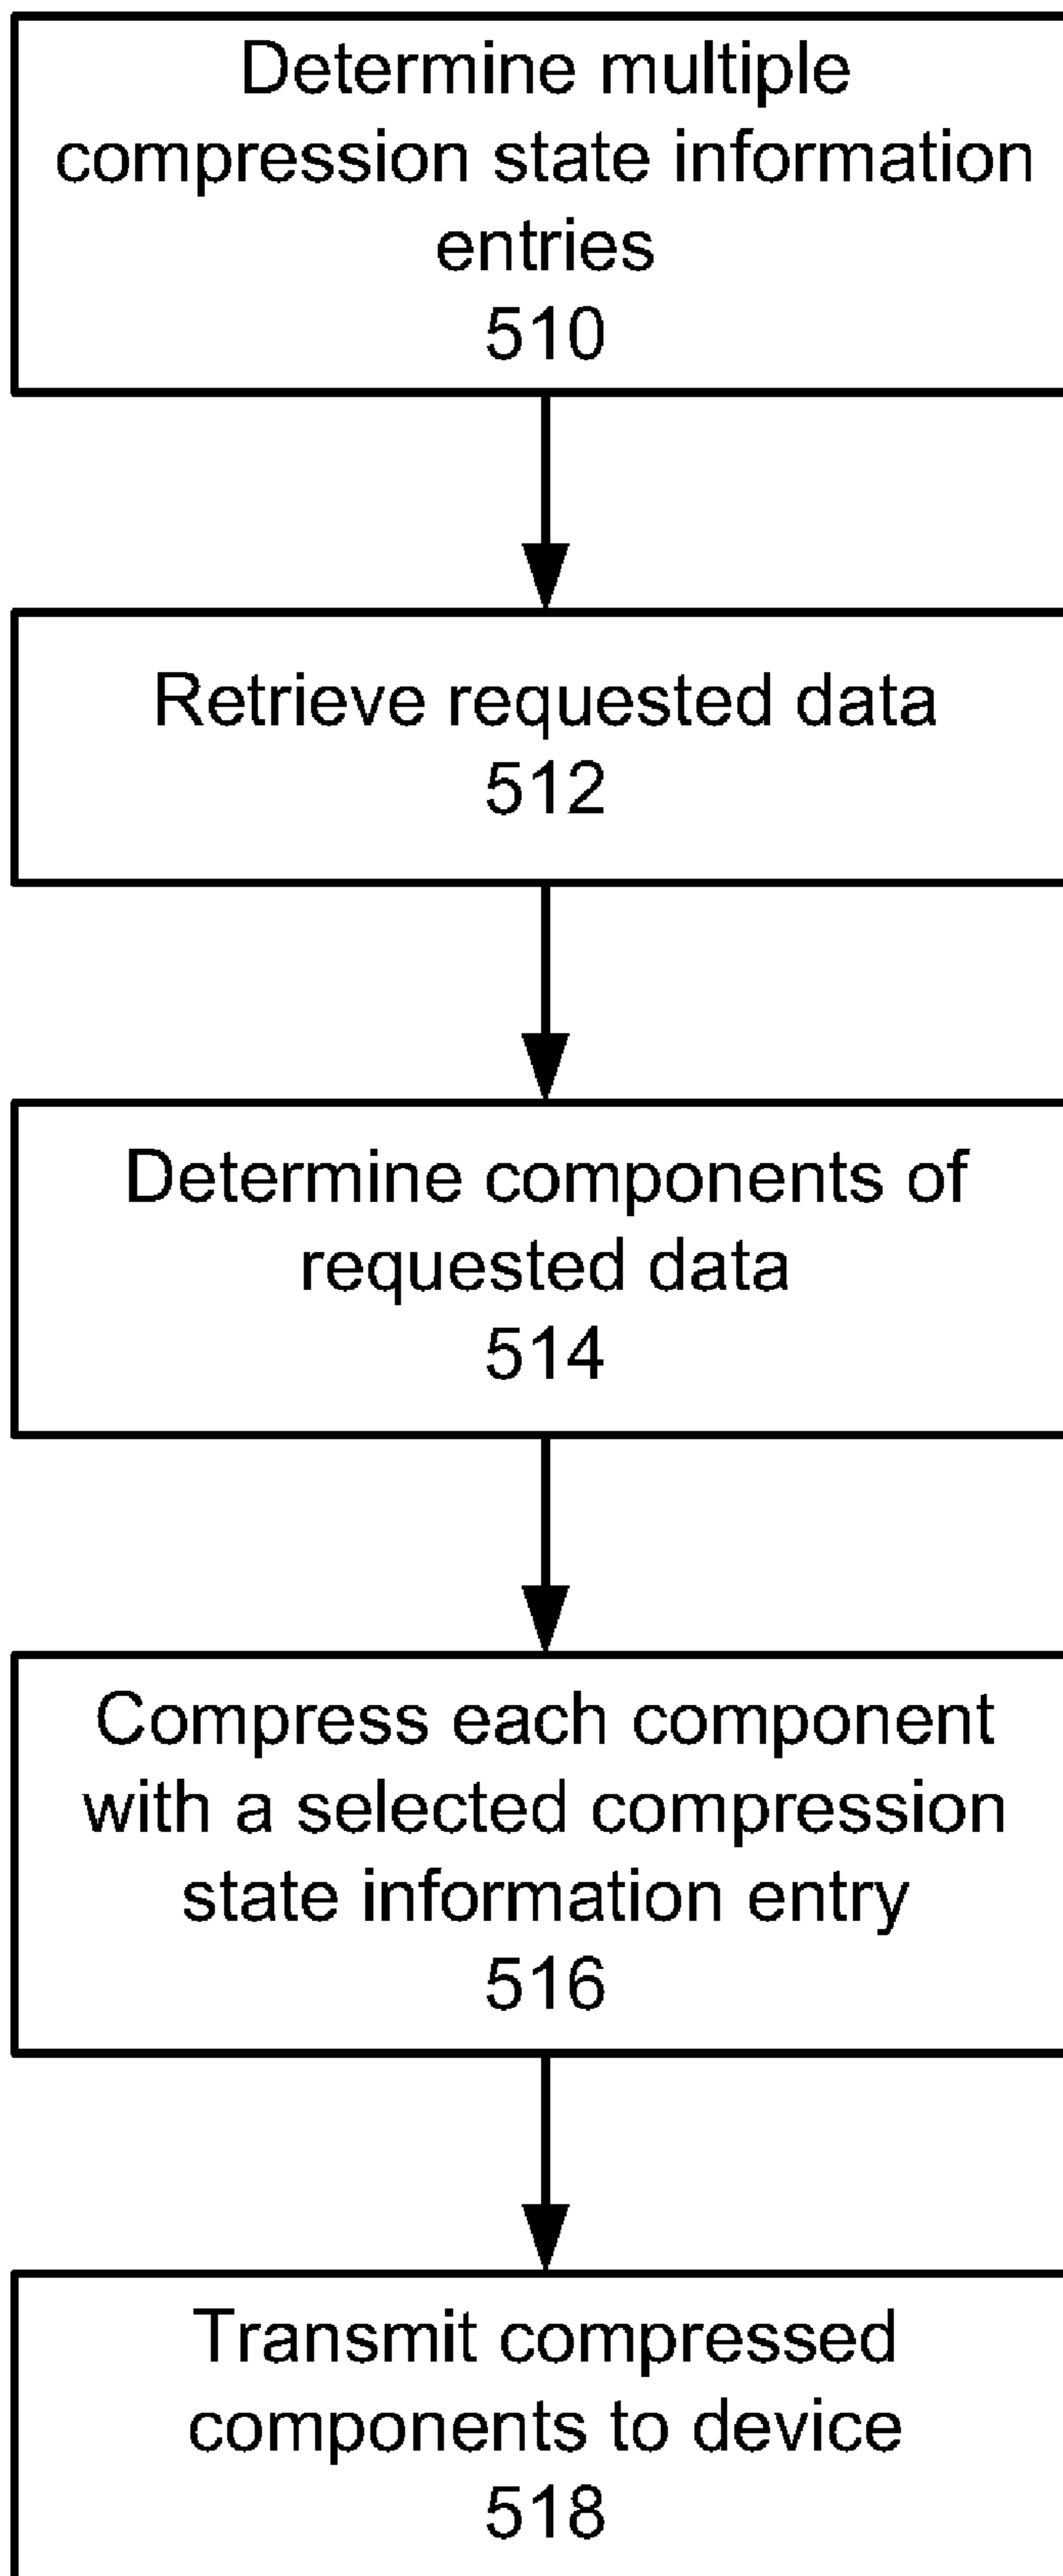 Determine multiple
compression state information
entries
510
Retrieve requested data
512
Determine components of
requested data
514
Compress each component
with a selected compression
state information entry
516
Transmit compressed
components to device
518